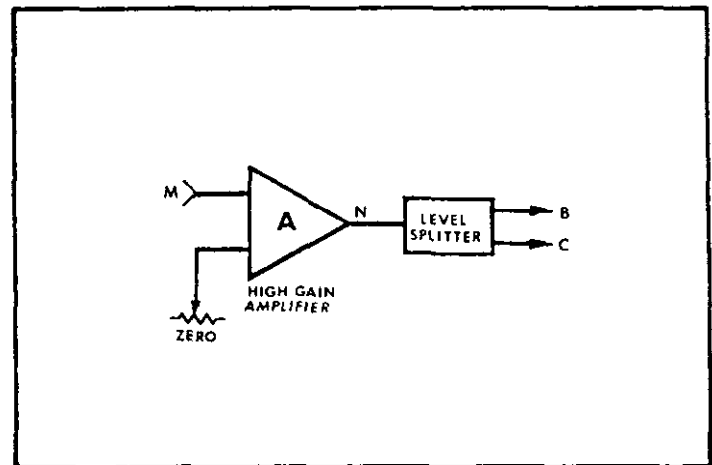 M
A
N
LEVEL
SPLITTER
B
C
HIGH GAIN
AMPLIFIER
ZERO